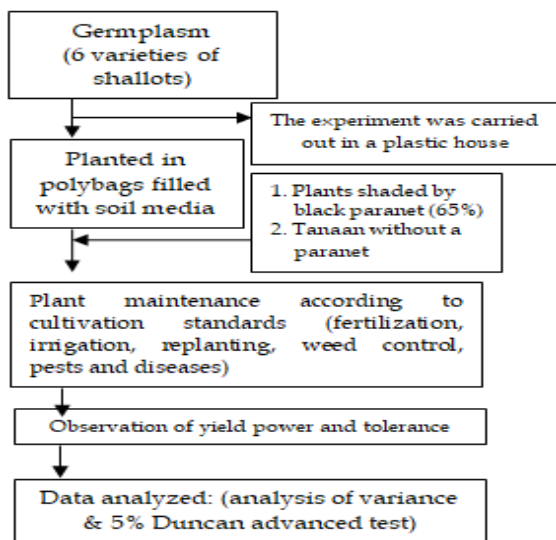 Germplasm
(6 varieties of
shallots)
The experiment was carried
out in a plastic house
Planted in
polybags filled
with soil media
1. Plants shaded by
black paranet (65%)
2. Tanaan without a
paranet
Plant maintenance according to
cultivation standards (fertilization,
irrigation, replanting, weed control,
pests and diseases)
Observation of yield power and tolerance
Data analyzed: (analysis of variance
& 5% Duncan advanced test)